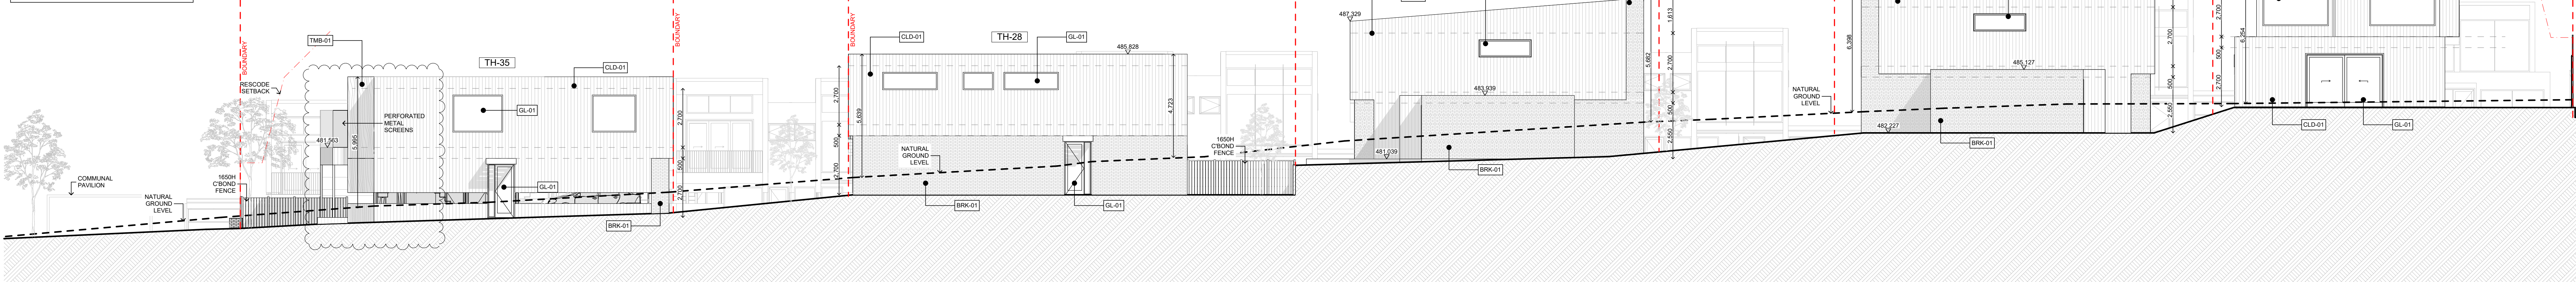 BOUNDARY
RESCODE
SETBACK
TMB-01
TH-35
CLD-01
GL-01
PERFORATED
METAL
SCREENS
481.563
5,995
COMMUNAL
PAVILION
NATURAL
GROUND
LEVEL
1650H
C'BOND
FENCE
GL-01
BRK-01
2,700
500
2,700
BOUNDARY
BOUNDARY
CLD-01
TH-28
GL-01
485.828
2,700
500
2,700
5,639
4,723
NATURAL
GROUND
LEVEL
BRK-01
GL-01
1650H
C'BOND
FENCE
487.329
483.939
481.039
BRK-01
5,682
1,613
2,700
500
2,550
NATURAL
GROUND
LEVEL
6,398
485.127
482.227
BRK-01
2,700
500
2,550
2,700
500
2,700
6,254
CLD-01
GL-01